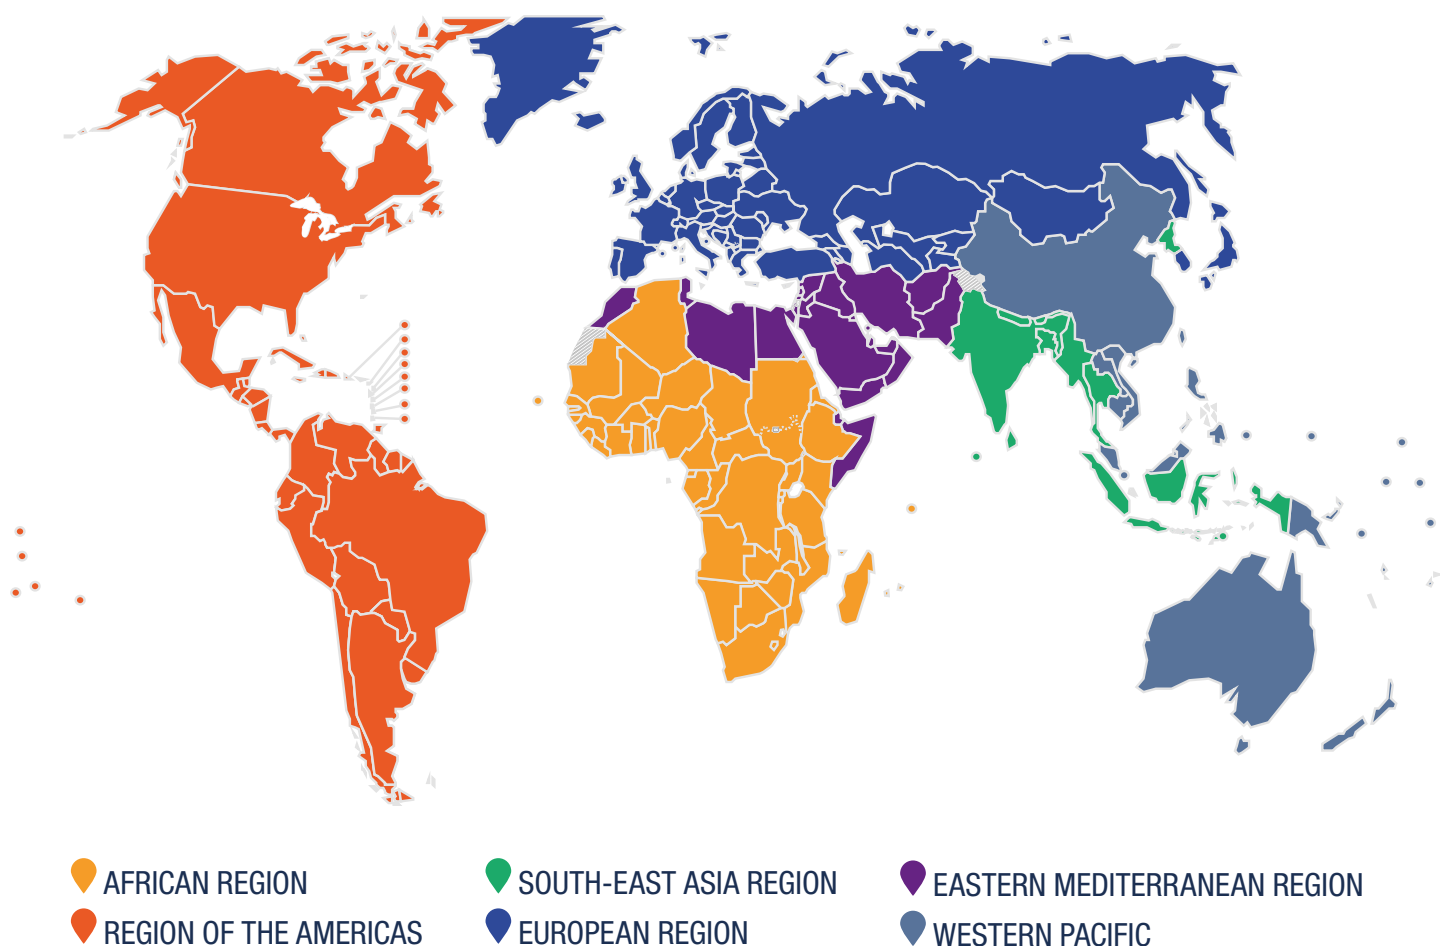 AFRICAN REGION
SOUTH-EAST ASIA REGION
EASTERN MEDITERRANEAN REGION
REGION OF THE AMERICAS
EUROPEAN REGION
WESTERN PACIFIC